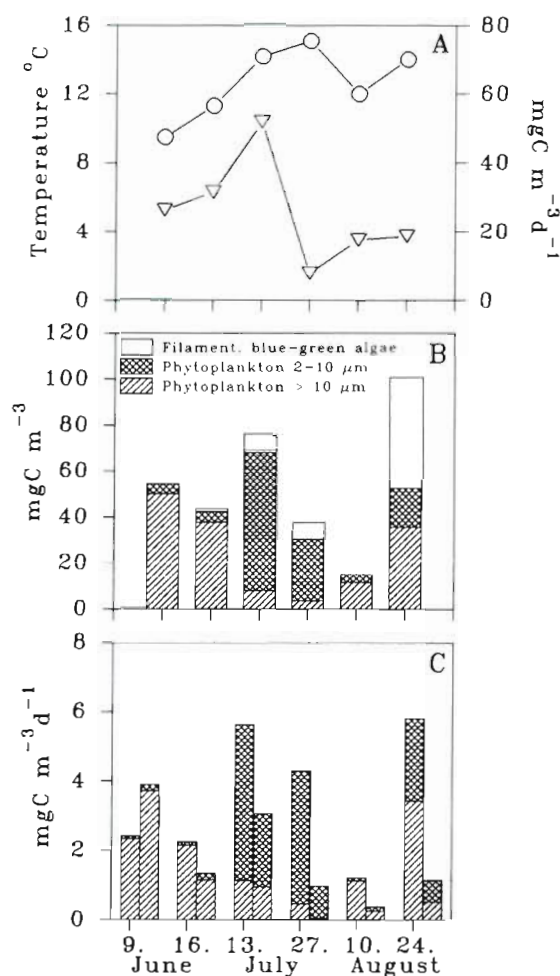 A
Temperature °C
16
12
8
4
0
80
60
40
20
0
mgC m⁻³d⁻¹
B
mgC m⁻³
120
100
80
60
40
20
0
Filament. blue-green algae
Phytoplankton 2-10 μm
Phytoplankton > 10 μm
C
mgC m⁻³d⁻¹
8
6
4
2
0
9. 16. 13. 27. 10. 24.
June July August